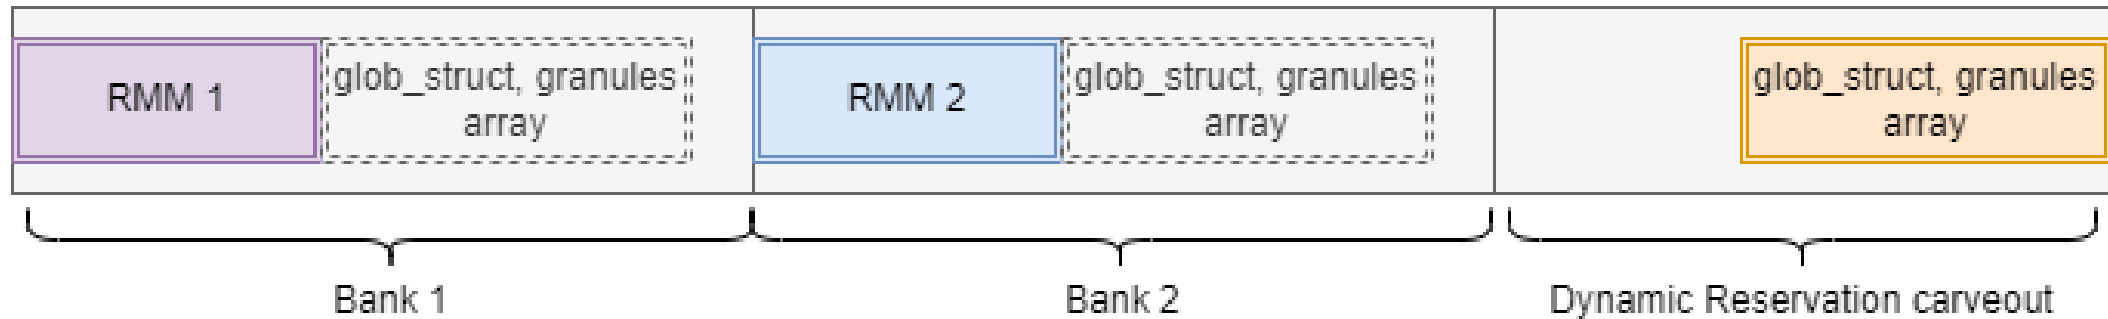 RMM 1
glob_struct, granules
array
RMM 2
glob_struct, granules
array
glob_struct, granules
array
Bank 1
Bank 2
Dynamic Reservation carveout